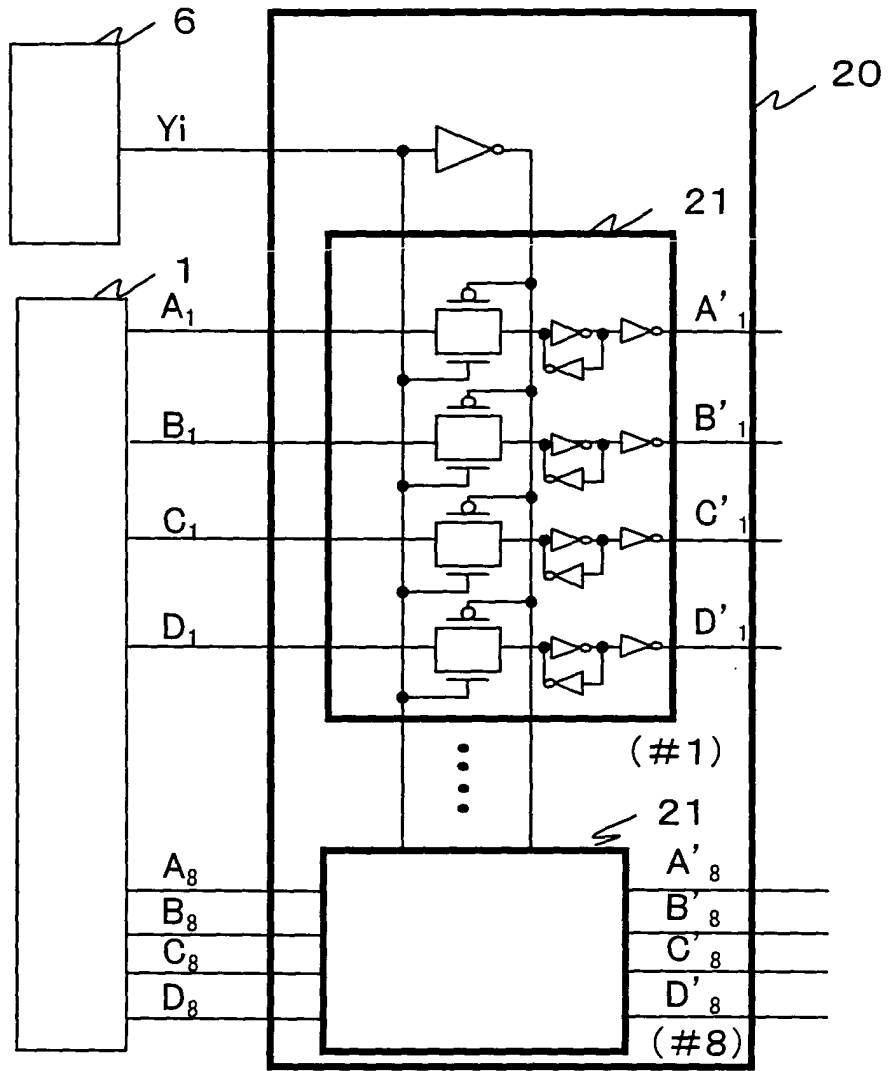 6
20
Yi
21
1
A₁ A'₁
B₁ B'₁
C₁ C'₁
D₁ D'₁
(#1)
21
A₈ A'₈
B₈ B'₈
C₈ C'₈
D₈ D'₈
(#8)